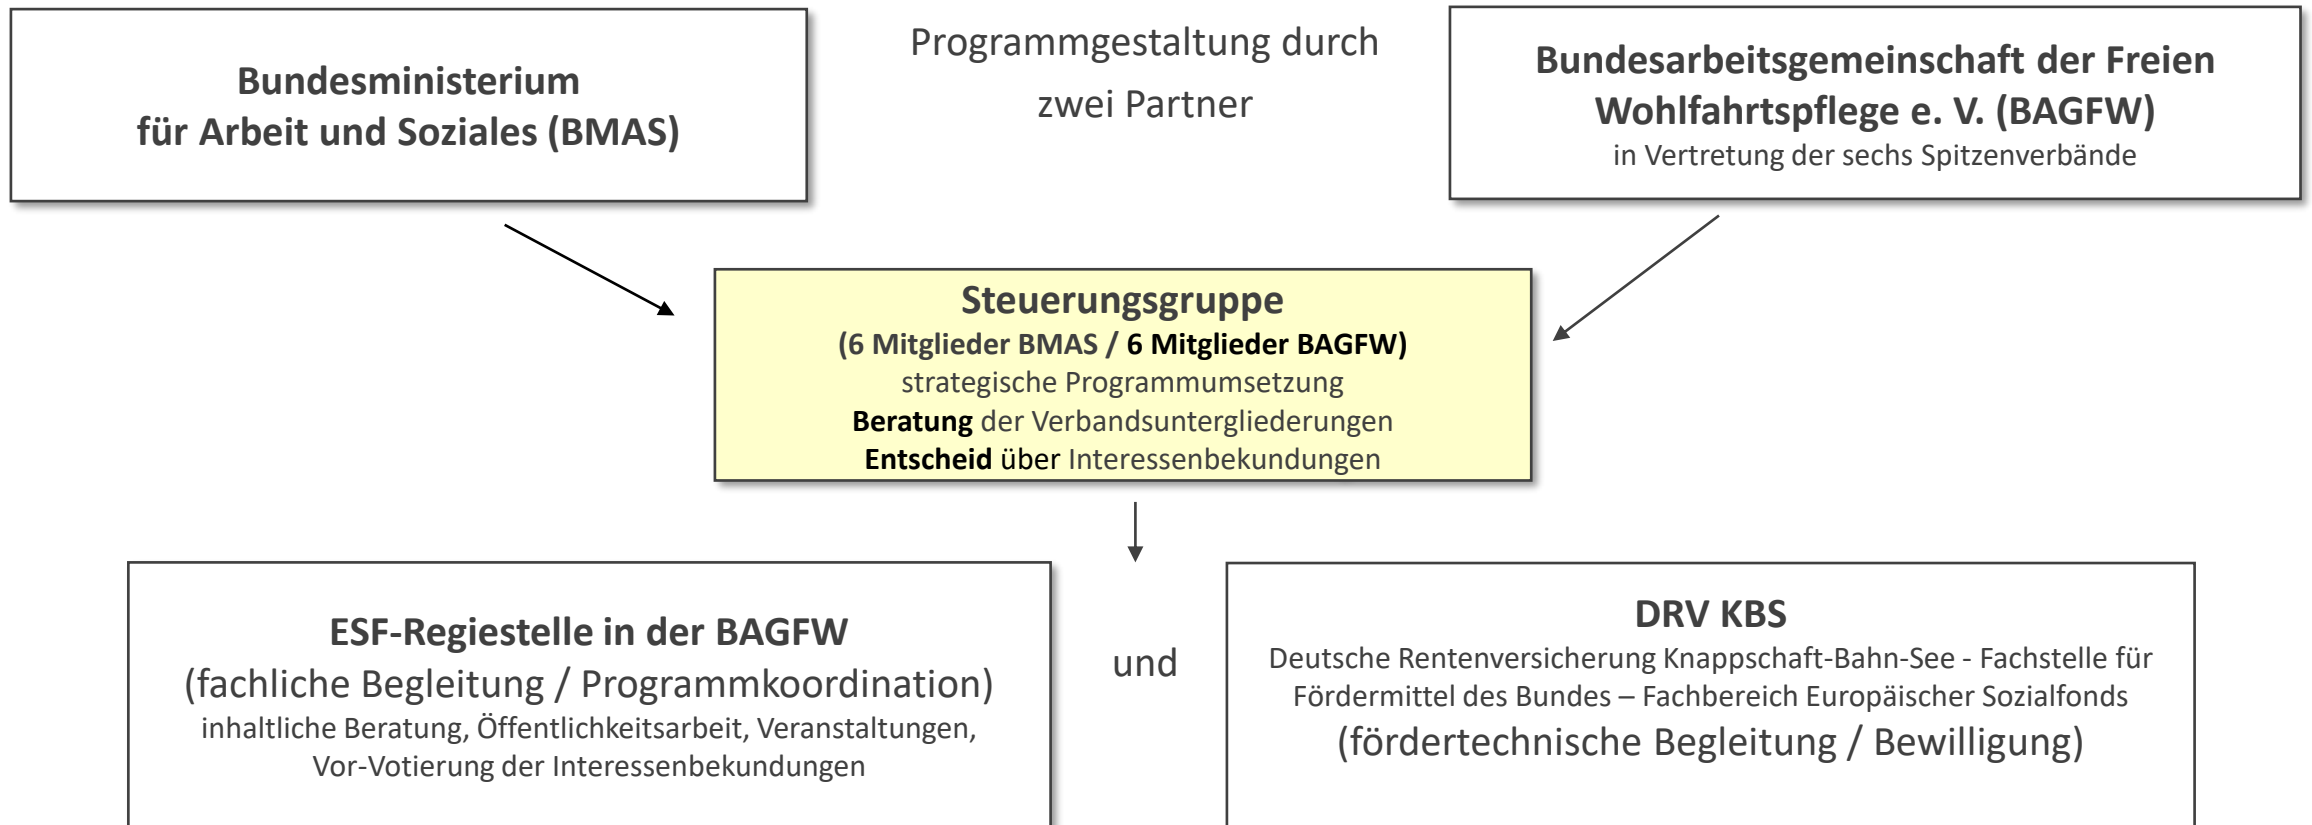 Bundesministerium
für Arbeit und Soziales (BMAS)
Programmgestaltung durch
zwei Partner
Bundesarbeitsgemeinschaft der Freien
Wohlfahrtspflege e. V. (BAGFW)
in Vertretung der sechs Spitzenverbände
Steuerungsgruppe
(6 Mitglieder BMAS / 6 Mitglieder BAGFW)
strategische Programmumsetzung
Beratung der Verbandsuntergliederungen
Entscheid über Interessenbekundungen
ESF-Regiestelle in der BAGFW
(fachliche Begleitung / Programmkoordination)
inhaltliche Beratung, Öffentlichkeitsarbeit, Veranstaltungen,
Vor-Votierung der Interessenbekundungen
und
DRV KBS
Deutsche Rentenversicherung Knappschaft-Bahn-See - Fachstelle für
Fördermittel des Bundes – Fachbereich Europäischer Sozialfonds
(fördertechnische Begleitung / Bewilligung)